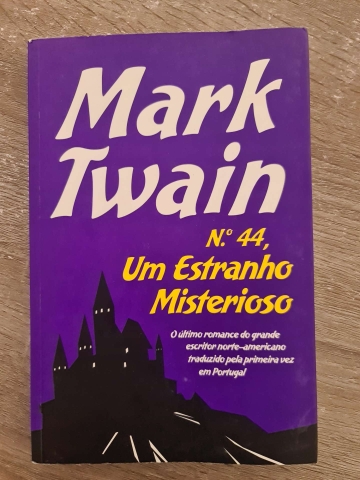 Mark
Twain
N.º 44,
Um Estranho
Misterioso
O último romance do grande
escritor norte-americano
traduzido pela primeira vez
em Portugal